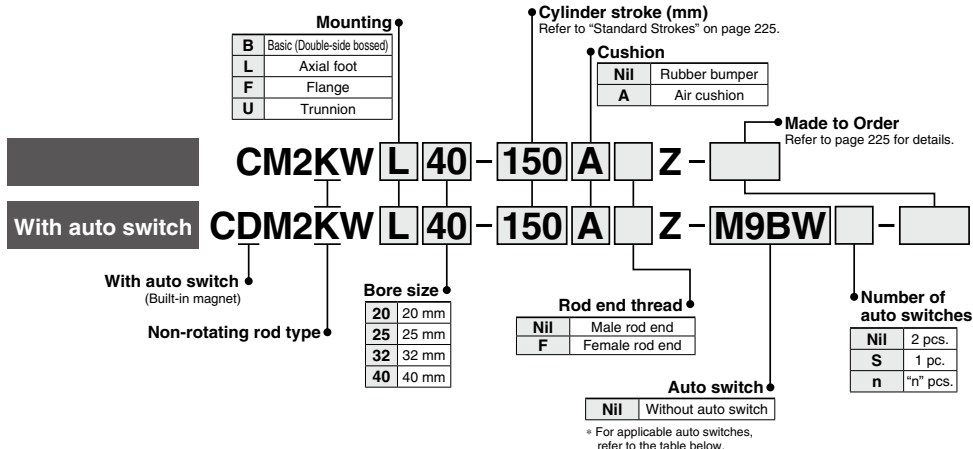 Mounting
B Basic (Double-side bossed)
L Axial foot
F Flange
U Trunnion
Cylinder stroke (mm)
Refer to “Standard Strokes” on page 225.
Cushion
Nil Rubber bumper
A Air cushion
Made to Order
Refer to page 225 for details.
CM2KW L 40 - 150 A Z -
With auto switch CDM2KW L 40 - 150 A Z - M9BW -
With auto switch
(Built-in magnet)
Non-rotating rod type
Bore size
20 20 mm
25 25 mm
32 32 mm
40 40 mm
Rod end thread
Nil Male rod end
F Female rod end
Auto switch
Nil Without auto switch
* For applicable auto switches,
refer to the table below.
Number of
auto switches
Nil 2 pcs.
S 1 pc.
n “n” pcs.